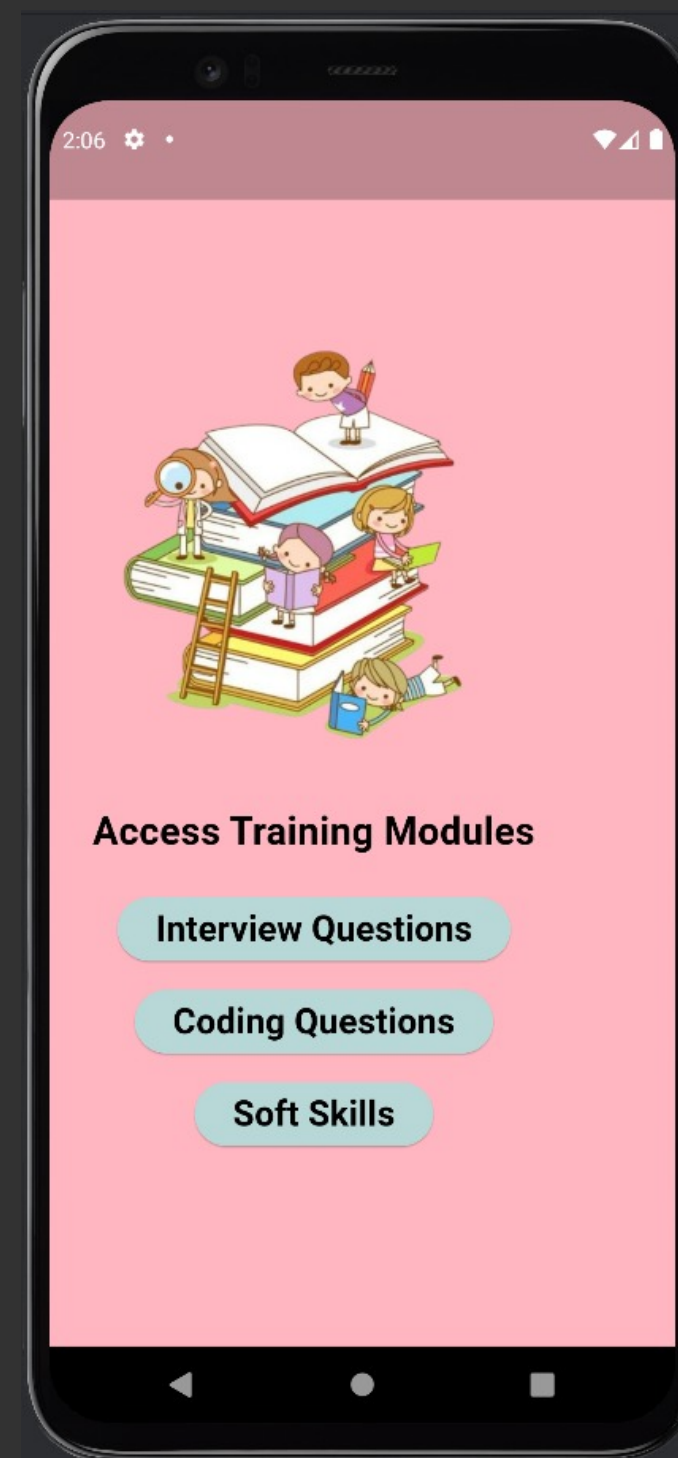 2:06
Access Training Modules
Interview Questions
Coding Questions
Soft Skills